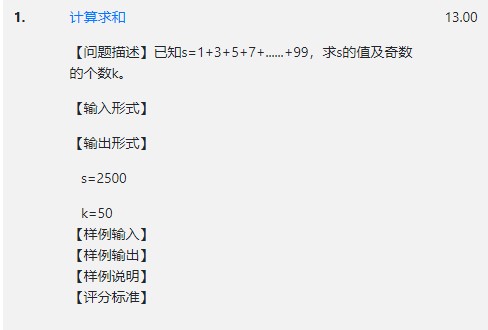 1. 计算求和 13.00
【问题描述】已知s=1+3+5+7+......+99，求s的值及奇数
的个数k。
【输入形式】
【输出形式】
s=2500
k=50
【样例输入】
【样例输出】
【样例说明】
【评分标准】